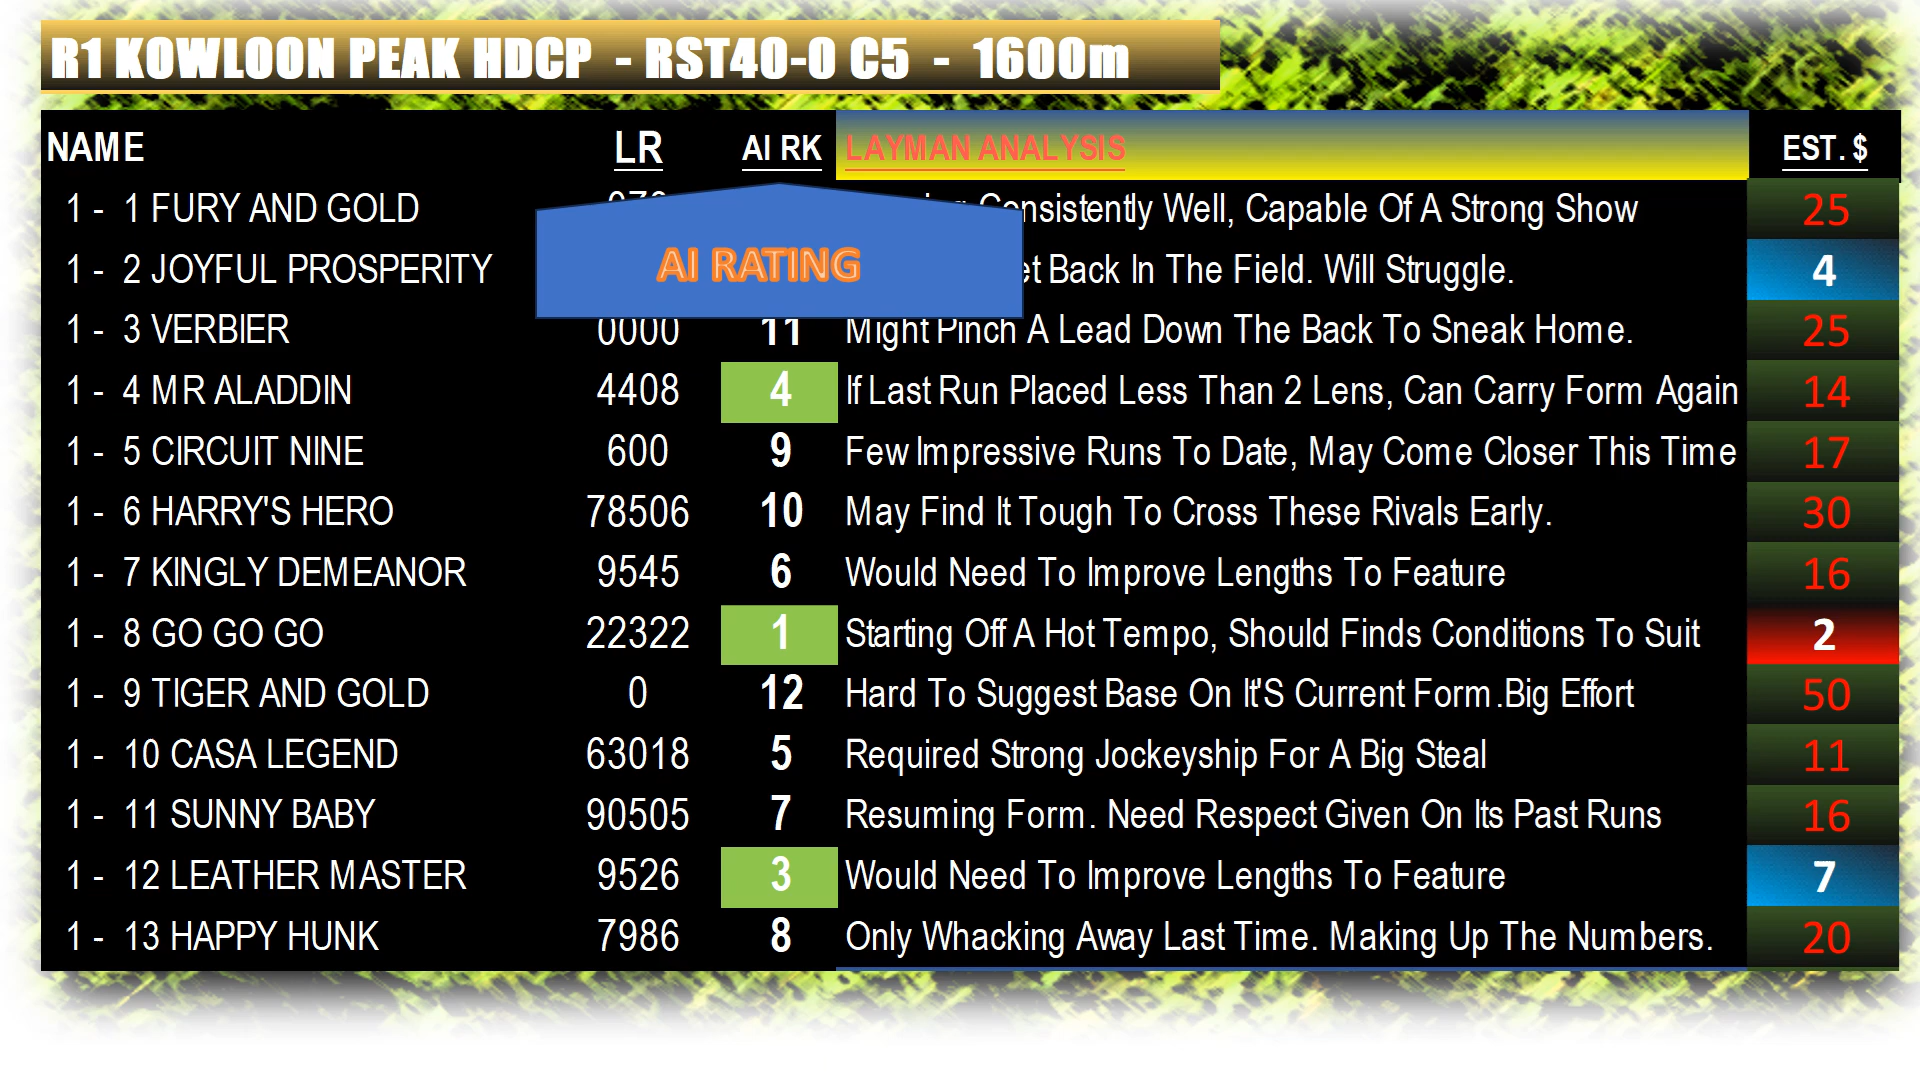 R1 KOWLOON PEAK HDCP - RST40-0 C5 - 1600m
NAME LR AI RK LAYMAN ANALYSIS EST. $
1 - 1 FURY AND GOLD Consistently Well, Capable Of A Strong Show 25
1 - 2 JOYFUL PROSPERITY Back In The Field. Will Struggle. 4
AI RATING
1 - 3 VERBIER 0000 11 Might Pinch A Lead Down The Back To Sneak Home. 25
1 - 4 MR ALADDIN 4408 4 If Last Run Placed Less Than 2 Lens, Can Carry Form Again 14
1 - 5 CIRCUIT NINE 600 9 Few Impressive Runs To Date, May Come Closer This Time 17
1 - 6 HARRY'S HERO 78506 10 May Find It Tough To Cross These Rivals Early. 30
1 - 7 KINGLY DEMEANOR 9545 6 Would Need To Improve Lengths To Feature 16
1 - 8 GO GO GO 22322 1 Starting Off A Hot Tempo, Should Finds Conditions To Suit 2
1 - 9 TIGER AND GOLD 0 12 Hard To Suggest Base On It'S Current Form.Big Effort 50
1 - 10 CASA LEGEND 63018 5 Required Strong Jockeyship For A Big Steal 11
1 - 11 SUNNY BABY 90505 7 Resuming Form. Need Respect Given On Its Past Runs 16
1 - 12 LEATHER MASTER 9526 3 Would Need To Improve Lengths To Feature 7
1 - 13 HAPPY HUNK 7986 8 Only Whacking Away Last Time. Making Up The Numbers. 20